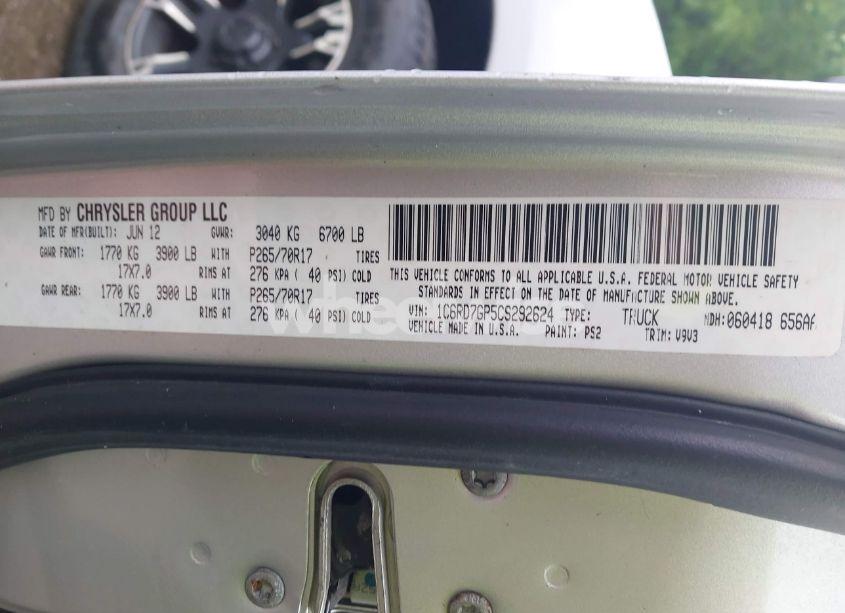 MFD BY CHRYSLER GROUP LLC
DATE OF MFR(BUILT): JUN 12 GVWR: 3040 KG 6700 LB
GAWR FRONT: 1770 KG 3900 LB WITH P265/70R17 TIRES
17X7.0 RIMS AT 276 KPA ( 40 PSI) COLD
GAWR REAR: 1770 KG 3900 LB WITH P265/70R17 TIRES
17X7.0 RIMS AT 276 KPA ( 40 PSI) COLD
THIS VEHICLE CONFORMS TO ALL APPLICABLE U.S.A. FEDERAL MOTOR VEHICLE SAFETY
STANDARDS IN EFFECT ON THE DATE OF MANUFACTURE SHOWN ABOVE.
VIN: 1C6RD7GP5CS292624 TYPE: TRUCK MDH:060418 656AA
VEHICLE MADE IN U.S.A. PAINT: PS2 TRIM: V9V3